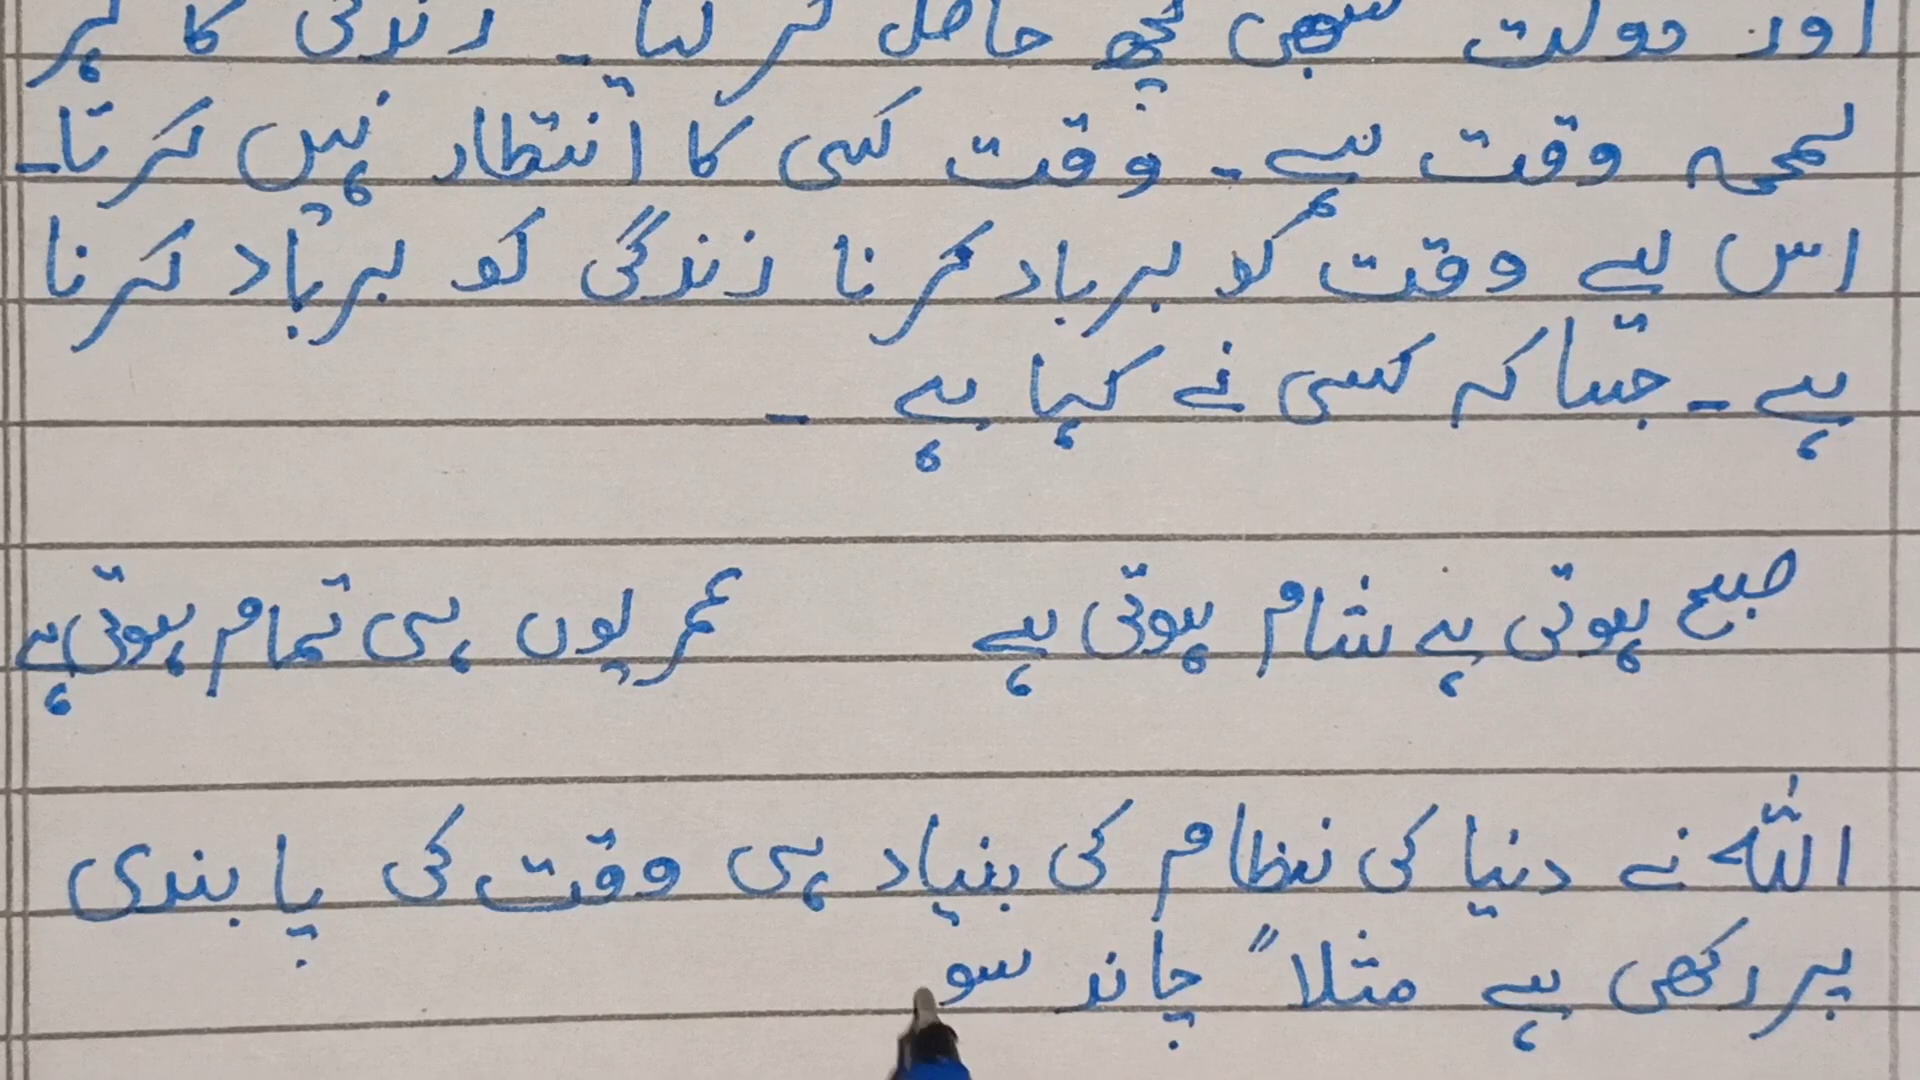 اور دولت سبھی کچھ حاصل کر لیا۔ زندگی کا ہر
لمحہ وقت ہے۔ وقت کسی کا انتظار نہیں کرتا۔
اس لیے وقت کو برباد کرنا زندگی کو برباد کرنا
ہے۔ جیسا کہ کسی نے کہا ہے ۔
صبح ہوتی ہے شام ہوتی ہے عمر یوں ہی تمام ہوتی ہے
اللہ نے دنیا کی نظام کی بنیاد ہی وقت کی پابندی
پر رکھی ہے مثلاً چاند سو